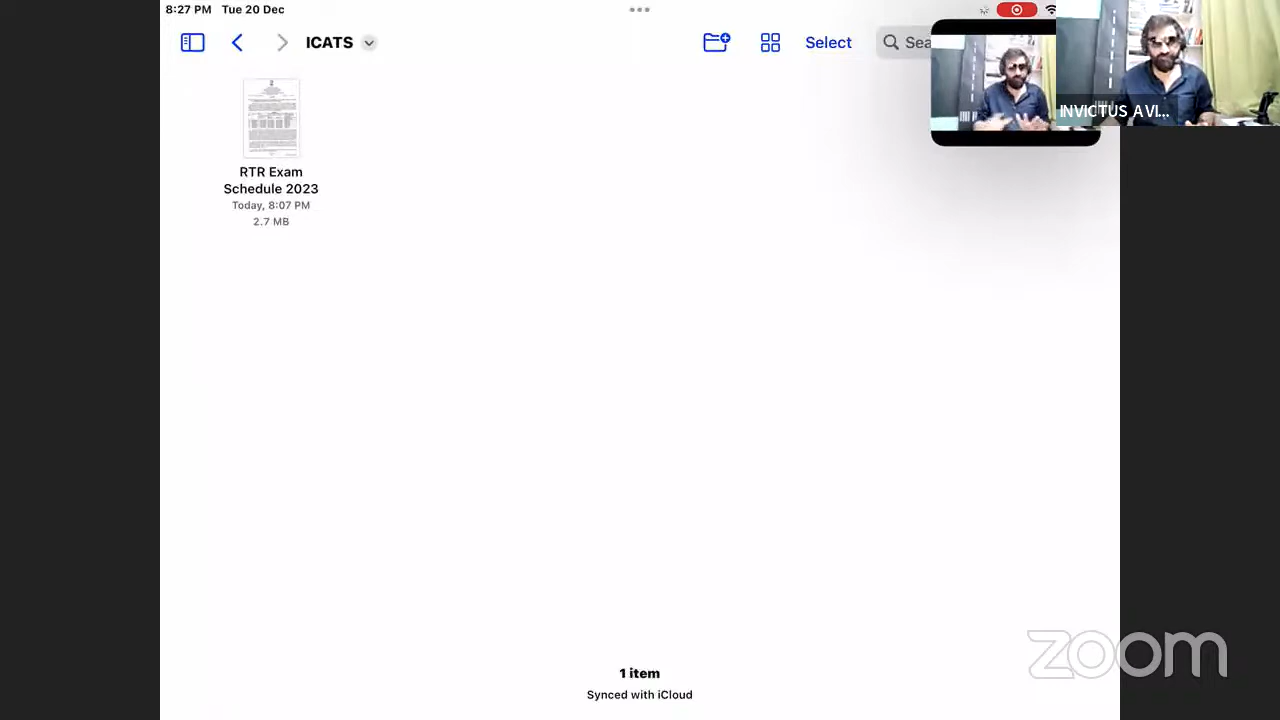 8:27 PM Tue 20 Dec
ICATS
Select
Sea
INVICTUS AVI...
RTR Exam
Schedule 2023
Today, 8:07 PM
2.7 MB
zoom
1 item
Synced with iCloud